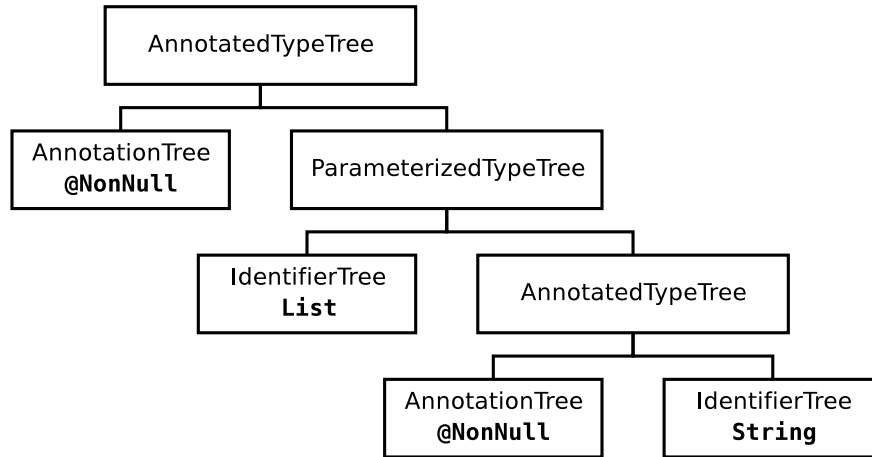 AnnotatedTypeTree
AnnotationTree
@NonNull
ParameterizedTypeTree
IdentifierTree
List
AnnotatedTypeTree
AnnotationTree
@NonNull
IdentifierTree
String